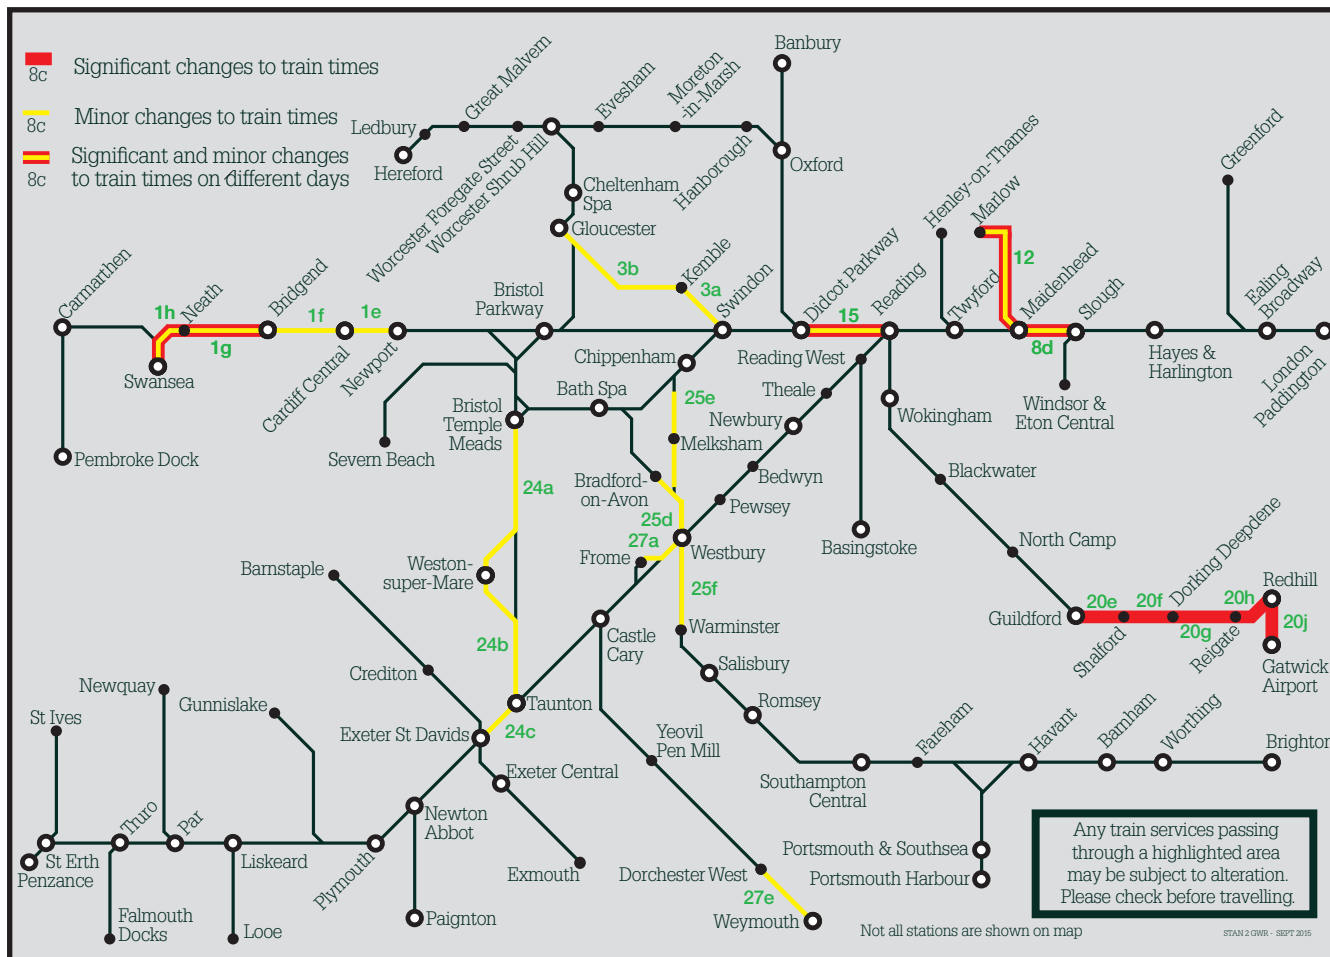 8c Significant changes to train times
8c Minor changes to train times
Significant and minor changes
8c to train times on different days
Banbury
Great Malvern
Evesham
Moreton
-in-Marsh
Ledbury
Hereford
Worcester Foregate Street
Worcester Shrub Hill
Hanborough
Oxford
Cheltenham
Spa
Gloucester
Henley-on-Thames
Marlow
Greenford
3b
Kemble
3a
12
Carmarthen
1h
Neath
Bridgend
1f
1e
Bristol
Parkway
Swindon
Didcot Parkway
15
Reading
Twyford
Maidenhead
Slough
Ealing
Broadway
1g
Swansea
Cardiff Central
Newport
8d
Hayes &
Harlington
London
Paddington
Chippenham
Reading West
Bath Spa
25e
Theale
Windsor &
Eton Central
Bristol
Temple
Meads
Newbury
Wokingham
Pembroke Dock
Severn Beach
Melksham
Bedwyn
Blackwater
Bradford-
on-Avon
24a
Pewsey
25d
27a
Westbury
Basingstoke
North Camp
Frome
Weston-
super-Mare
Barnstaple
25f
Dorking Deepdene
Redhill
Guildford
20e
20f
20h
20g
20j
Shalford
Reigate
Gatwick
Airport
Castle
Cary
Warminster
24b
Crediton
Salisbury
Newquay
Gunnislake
Taunton
Romsey
St Ives
Exeter St Davids
24c
Yeovil
Pen Mill
Fareham
Havant
Barnham
Worthing
Brighton
Exeter Central
Southampton
Central
Newton
Abbot
Truro
Par
St Erth
Penzance
Liskeard
Plymouth
Exmouth
Dorchester West
Portsmouth & Southsea
Portsmouth Harbour
27e
Weymouth
Falmouth
Docks
Looe
Paignton
Any train services passing
through a highlighted area
may be subject to alteration.
Please check before travelling.
Not all stations are shown on map
STAN 2 GWR - SEPT 2015